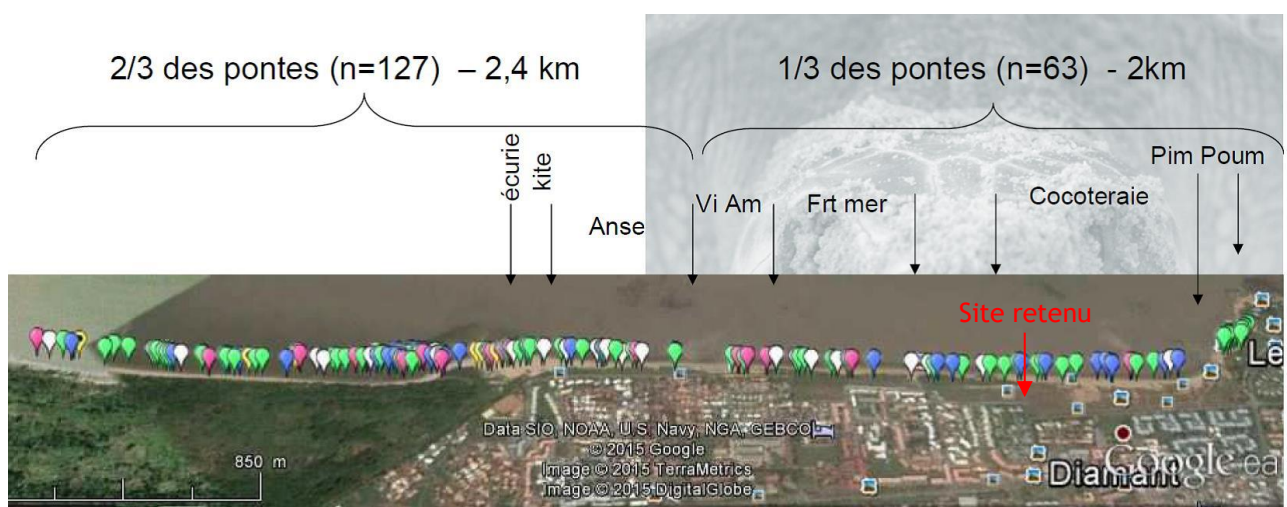 2/3 des pontes (n=127) – 2,4 km
1/3 des pontes (n=63) - 2km
écurie
kite
Anse
Vi Am
Frt mer
Cocoteraie
Pim Poum
Site retenu
Le
Data SIO, NOAA, U.S. Navy, NGA, GEBCO
© 2015 Google
Image © 2015 TerraMetrics
Image © 2015 DigitalGlobe
850 m
Diamant
Google ea